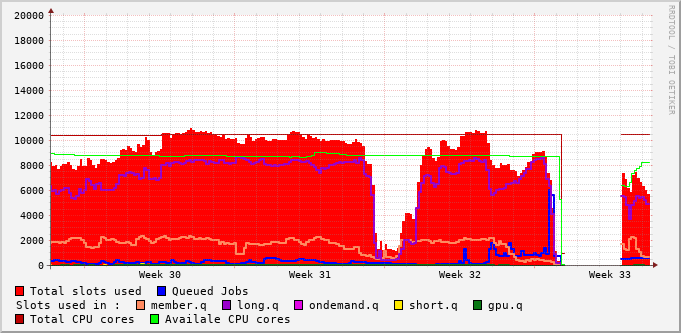 20000
18000
16000
14000
12000
10000
8000
6000
4000
2000
0
Week 30 Week 31 Week 32 Week 33
RRDTOOL / TOBI OETIKER
Total slots used Queued Jobs
Slots used in : member.q long.q ondemand.q short.q gpu.q
Total CPU cores Availale CPU cores